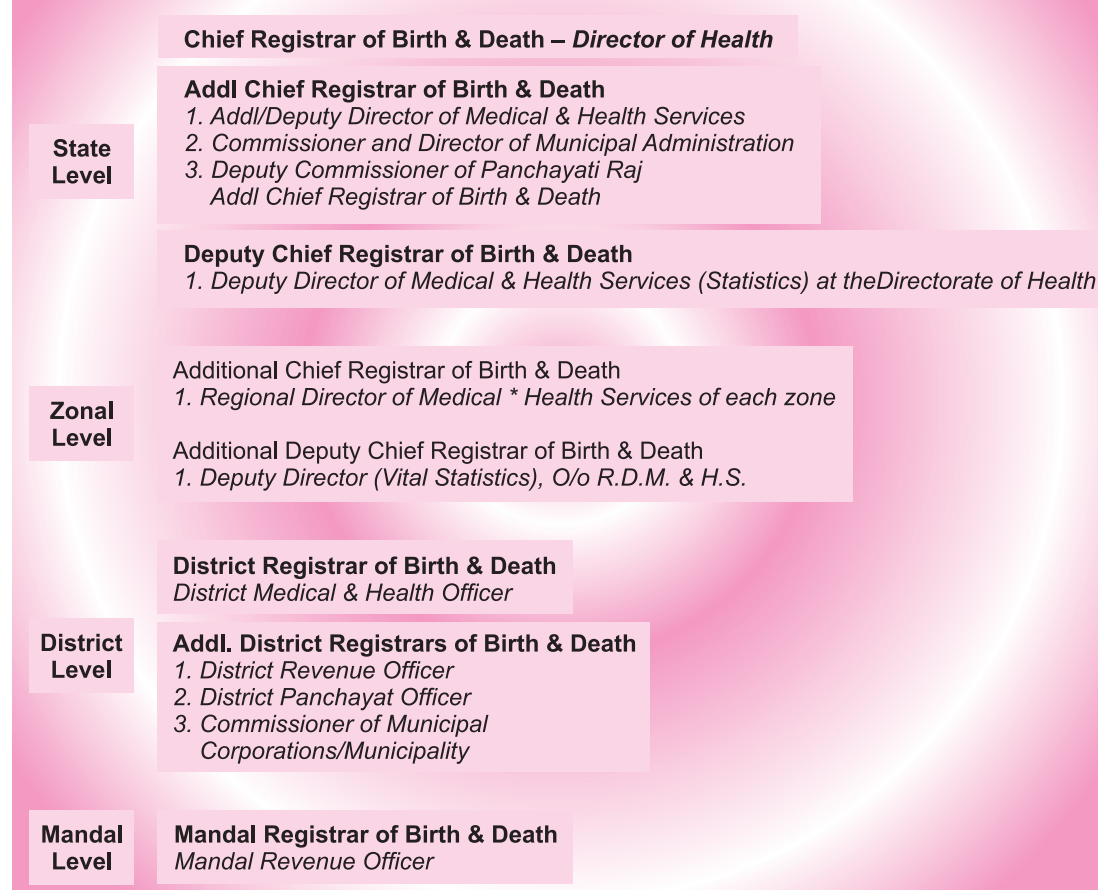 Chief Registrar of Birth & Death – Director of Health
State
Level
Addl Chief Registrar of Birth & Death
1. Addl/Deputy Director of Medical & Health Services
2. Commissioner and Director of Municipal Administration
3. Deputy Commissioner of Panchayati Raj
Addl Chief Registrar of Birth & Death
Deputy Chief Registrar of Birth & Death
1. Deputy Director of Medical & Health Services (Statistics) at theDirectorate of Health
Zonal
Level
Additional Chief Registrar of Birth & Death
1. Regional Director of Medical * Health Services of each zone
Additional Deputy Chief Registrar of Birth & Death
1. Deputy Director (Vital Statistics), O/o R.D.M. & H.S.
District
Level
District Registrar of Birth & Death
District Medical & Health Officer
Addl. District Registrars of Birth & Death
1. District Revenue Officer
2. District Panchayat Officer
3. Commissioner of Municipal
Corporations/Municipality
Mandal
Level
Mandal Registrar of Birth & Death
Mandal Revenue Officer